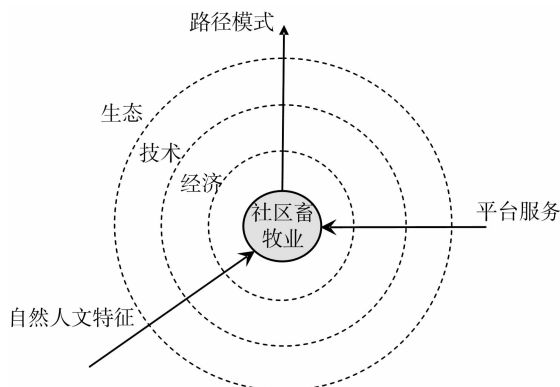 路径模式
生态
技术
经济
社区畜
牧业
平台服务
自然人文特征